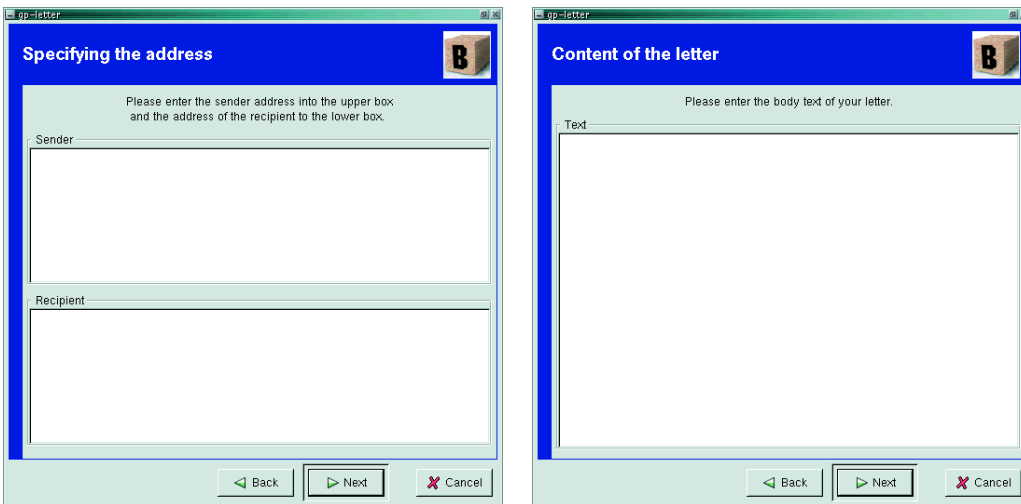 gp-letter
Specifying the address
B
Please enter the sender address into the upper box
and the address of the recipient to the lower box.
Sender
Recipient
Back
Next
Cancel
gp-letter
Content of the letter
B
Please enter the body text of your letter.
Text
Back
Next
Cancel